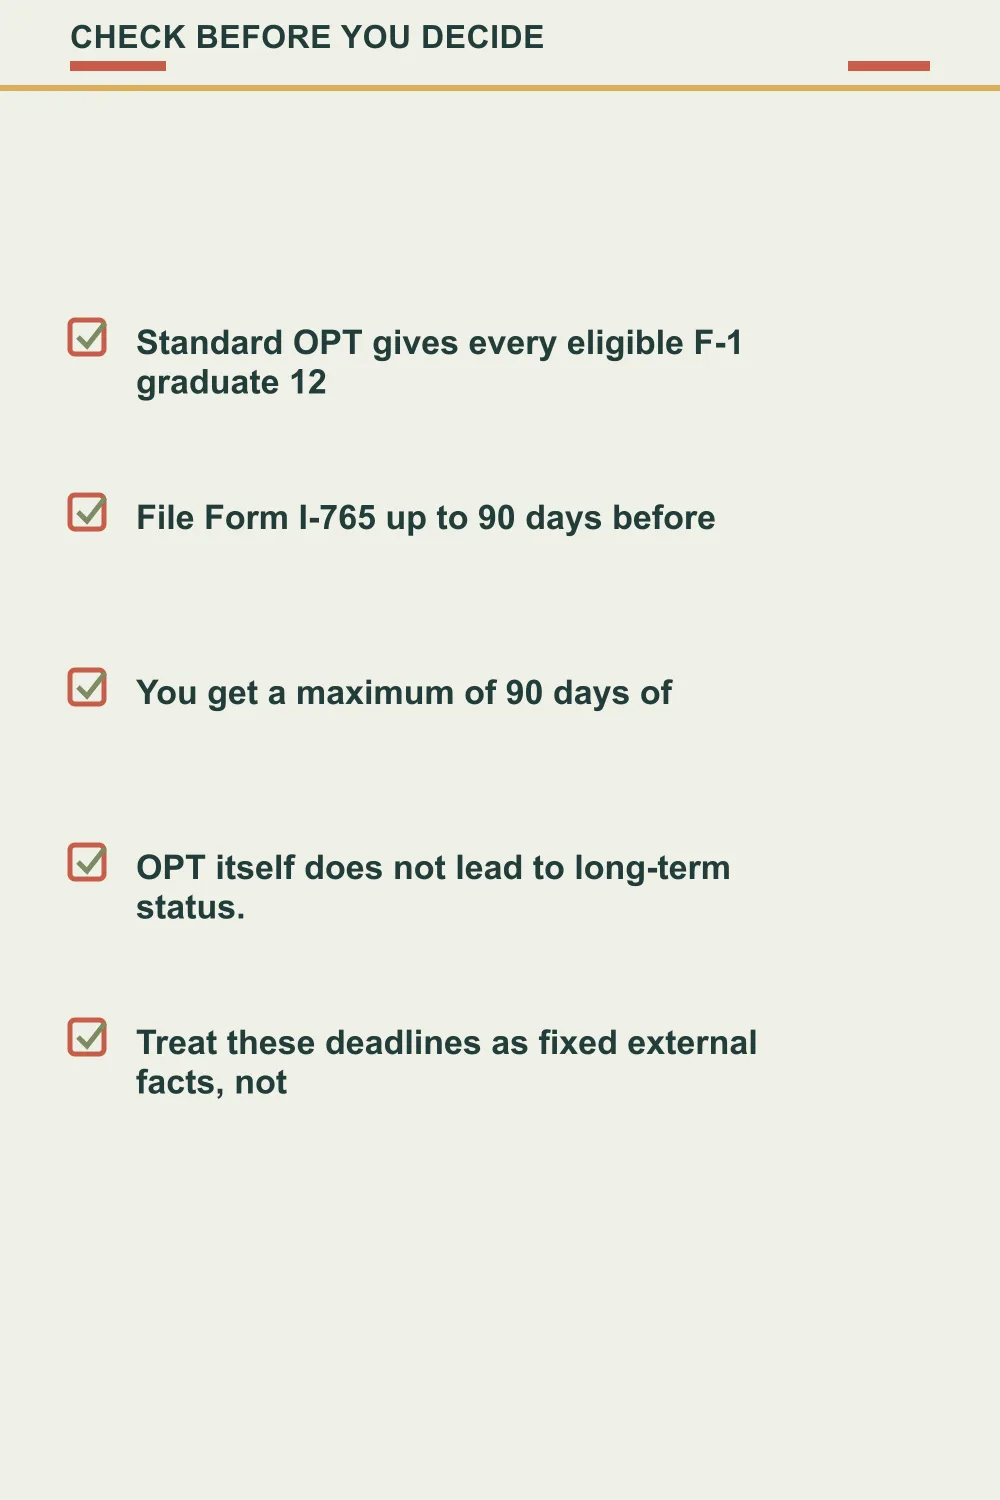 CHECK BEFORE YOU DECIDE
Standard OPT gives every eligible F-1
graduate 12
File Form I-765 up to 90 days before
You get a maximum of 90 days of
OPT itself does not lead to long-term
status.
Treat these deadlines as fixed external
facts, not